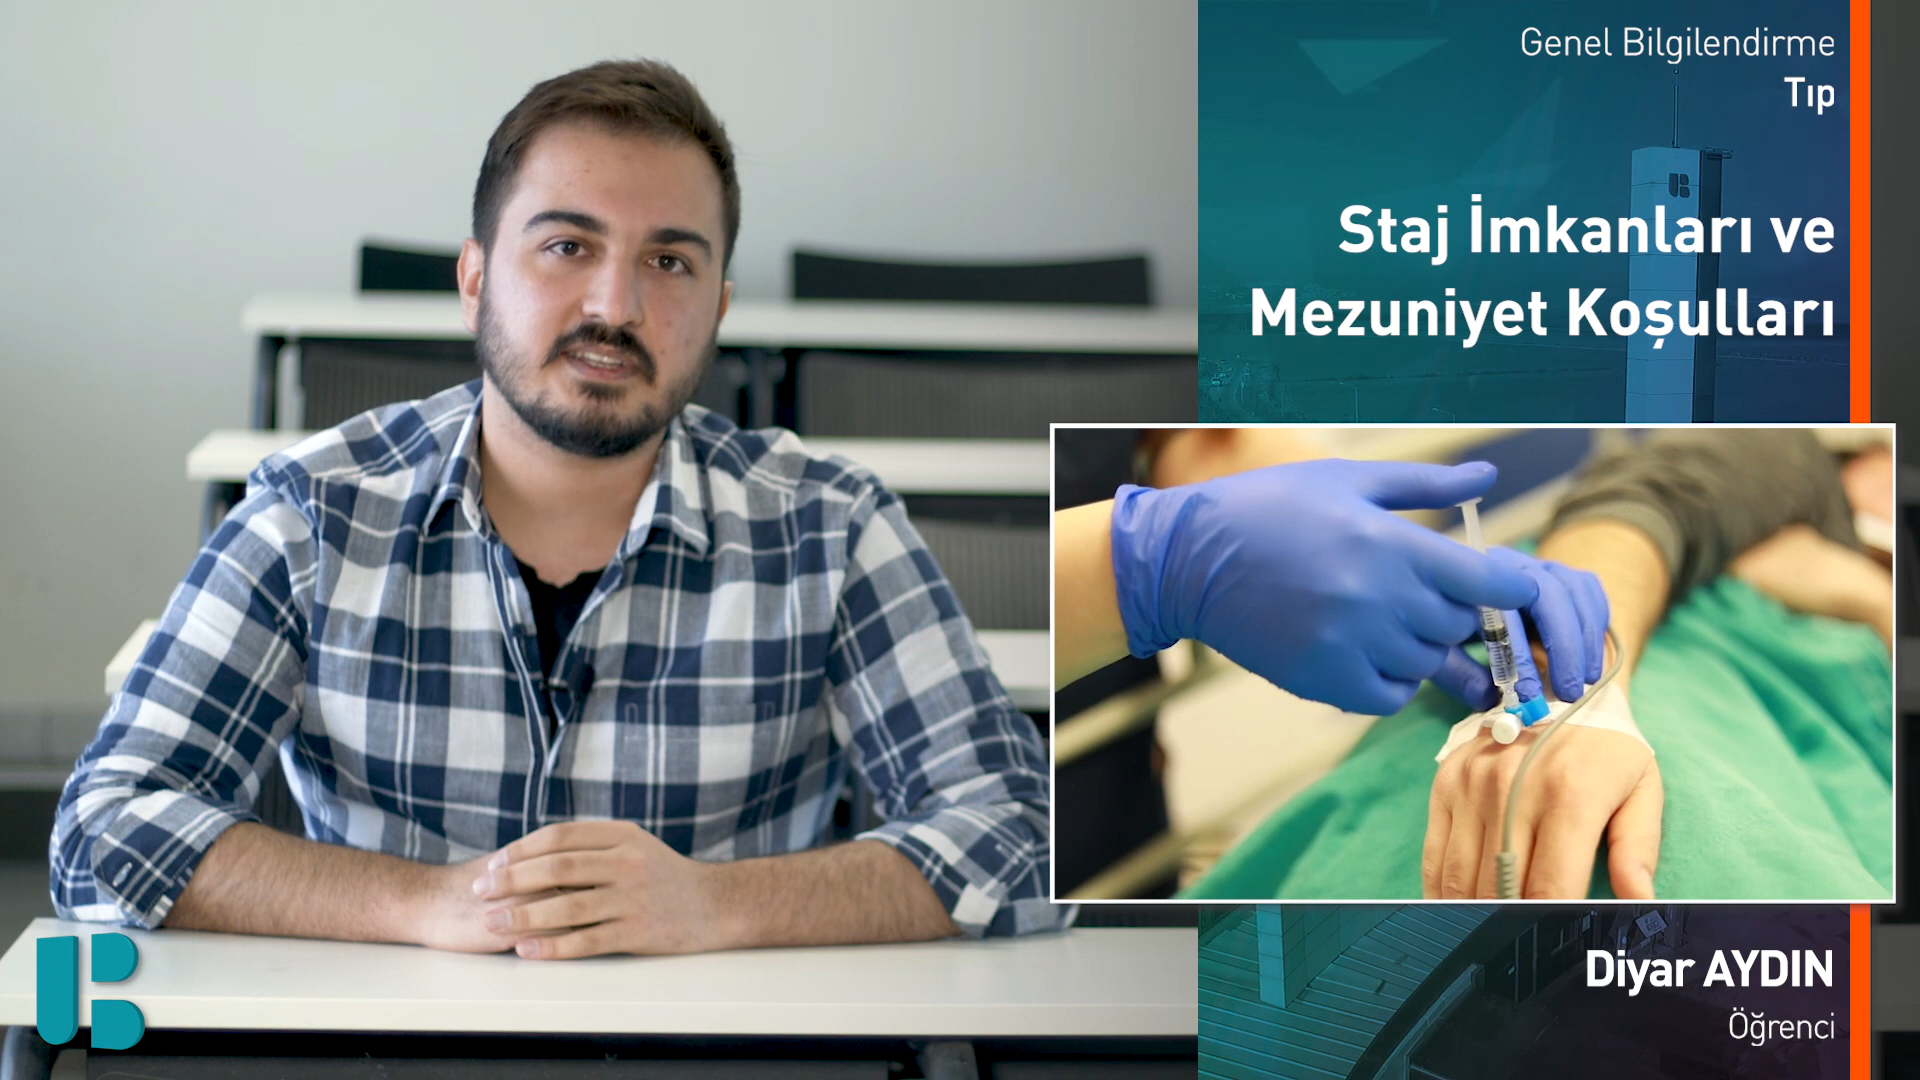 Genel Bilgilendirme
Tıp
Staj İmkanları ve
Mezuniyet Koşulları
Diyar AYDIN
Öğrenci